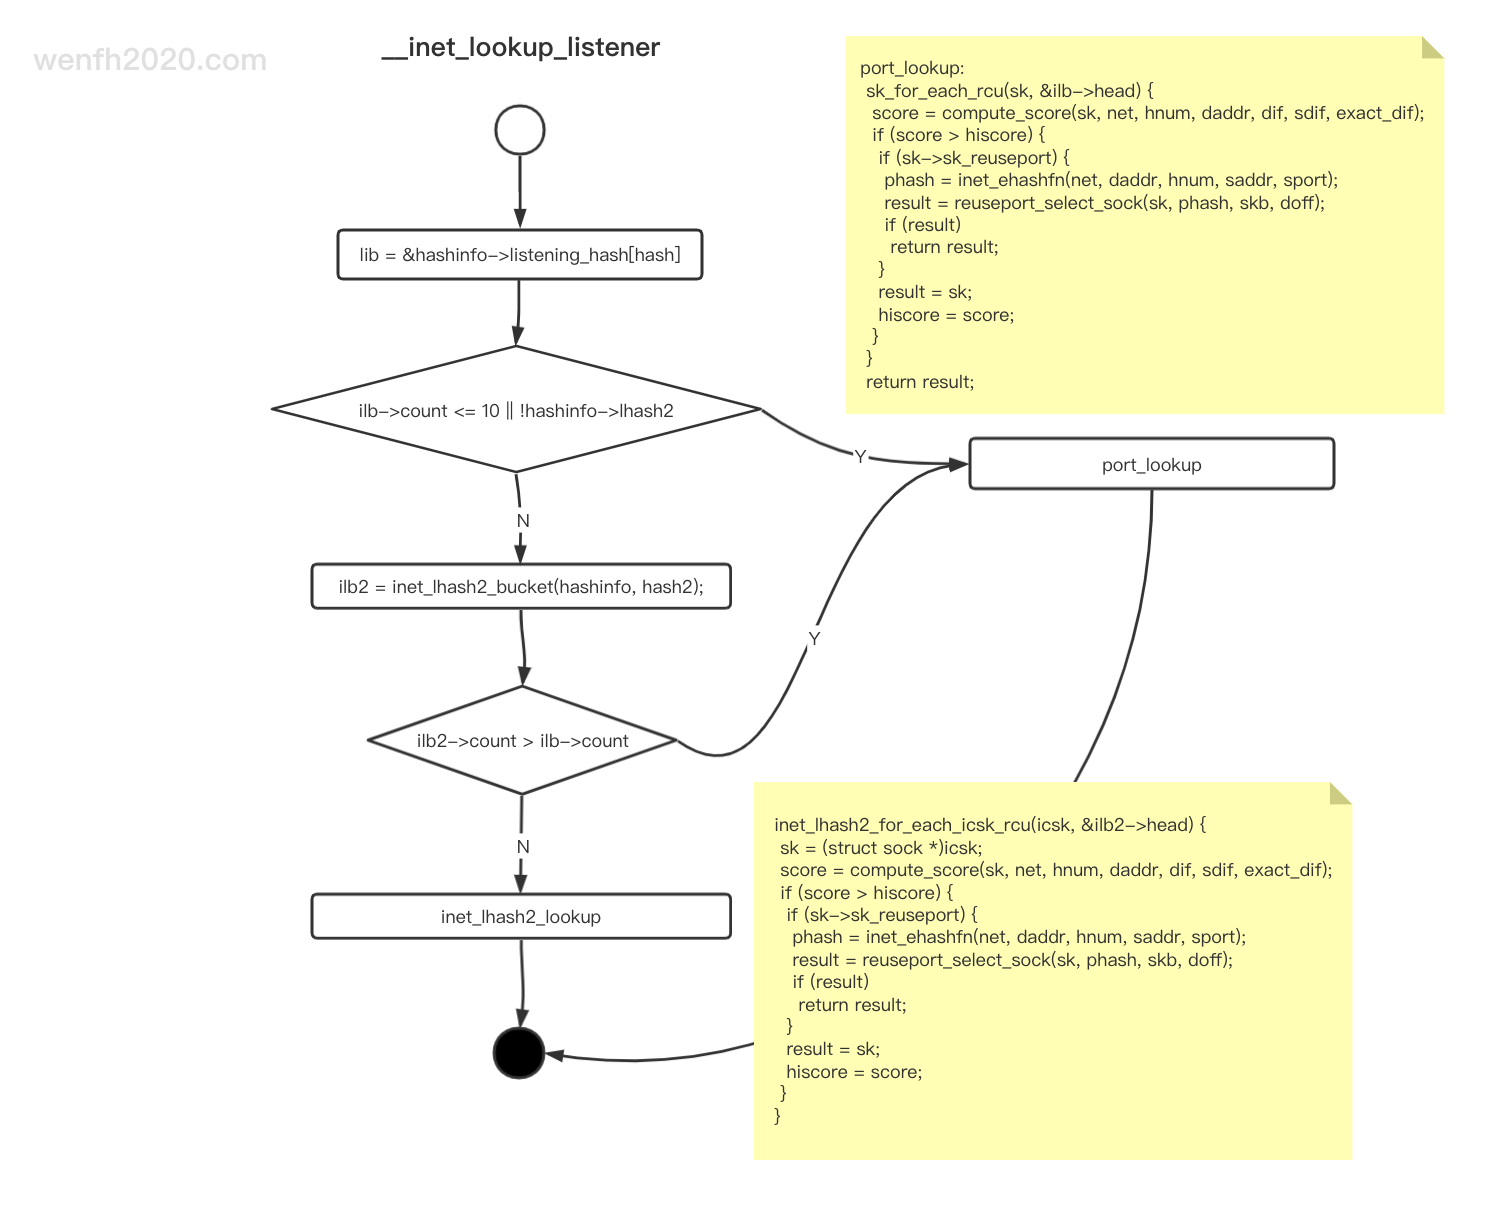 wenfh2020.com
__inet_lookup_listener
port_lookup:
sk_for_each_rcu(sk, &ilb->head) {
score = compute_score(sk, net, hnum, daddr, dif, sdif, exact_dif);
if (score > hiscore) {
if (sk->sk_reuseport) {
phash = inet_ehashfn(net, daddr, hnum, saddr, sport);
result = reuseport_select_sock(sk, phash, skb, doff);
if (result)
return result;
}
result = sk;
hiscore = score;
}
}
return result;
lib = &hashinfo->listening_hash[hash]
ilb->count <= 10 || !hashinfo->lhash2
Y
port_lookup
N
ilb2 = inet_lhash2_bucket(hashinfo, hash2);
Y
ilb2->count > ilb->count
N
inet_lhash2_lookup
inet_lhash2_for_each_icsk_rcu(icsk, &ilb2->head) {
sk = (struct sock *)icsk;
score = compute_score(sk, net, hnum, daddr, dif, sdif, exact_dif);
if (score > hiscore) {
if (sk->sk_reuseport) {
phash = inet_ehashfn(net, daddr, hnum, saddr, sport);
result = reuseport_select_sock(sk, phash, skb, doff);
if (result)
return result;
}
result = sk;
hiscore = score;
}
}